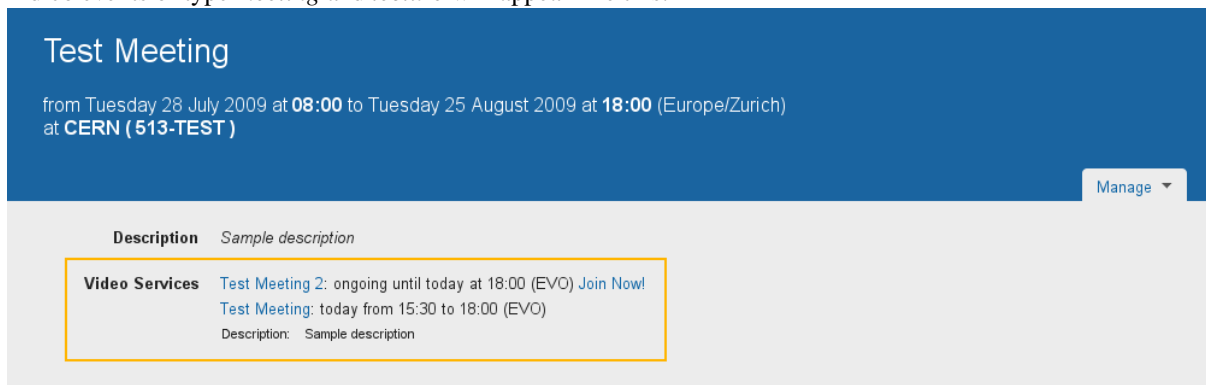 Test Meeting
from Tuesday 28 July 2009 at 08:00 to Tuesday 25 August 2009 at 18:00 (Europe/Zurich)
at CERN ( 513-TEST )
Manage
Description Sample description
Video Services Test Meeting 2: ongoing until today at 18:00 (EVO) Join Now!
Test Meeting: today from 15:30 to 18:00 (EVO)
Description: Sample description